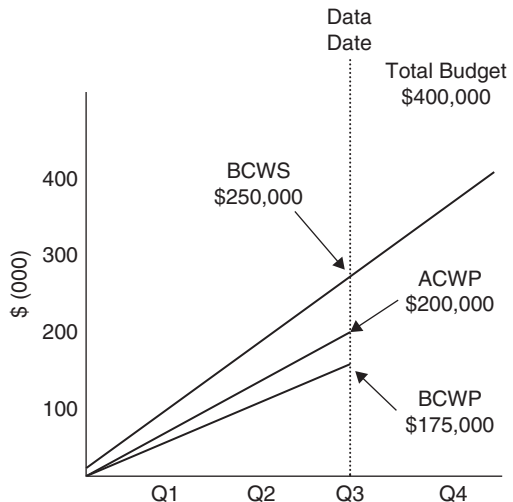 Data
Date
Total Budget
$400,000
BCWS
$250,000
ACWP
$200,000
BCWP
$175,000
$ (000)
400
300
200
100
Q1 Q2 Q3 Q4